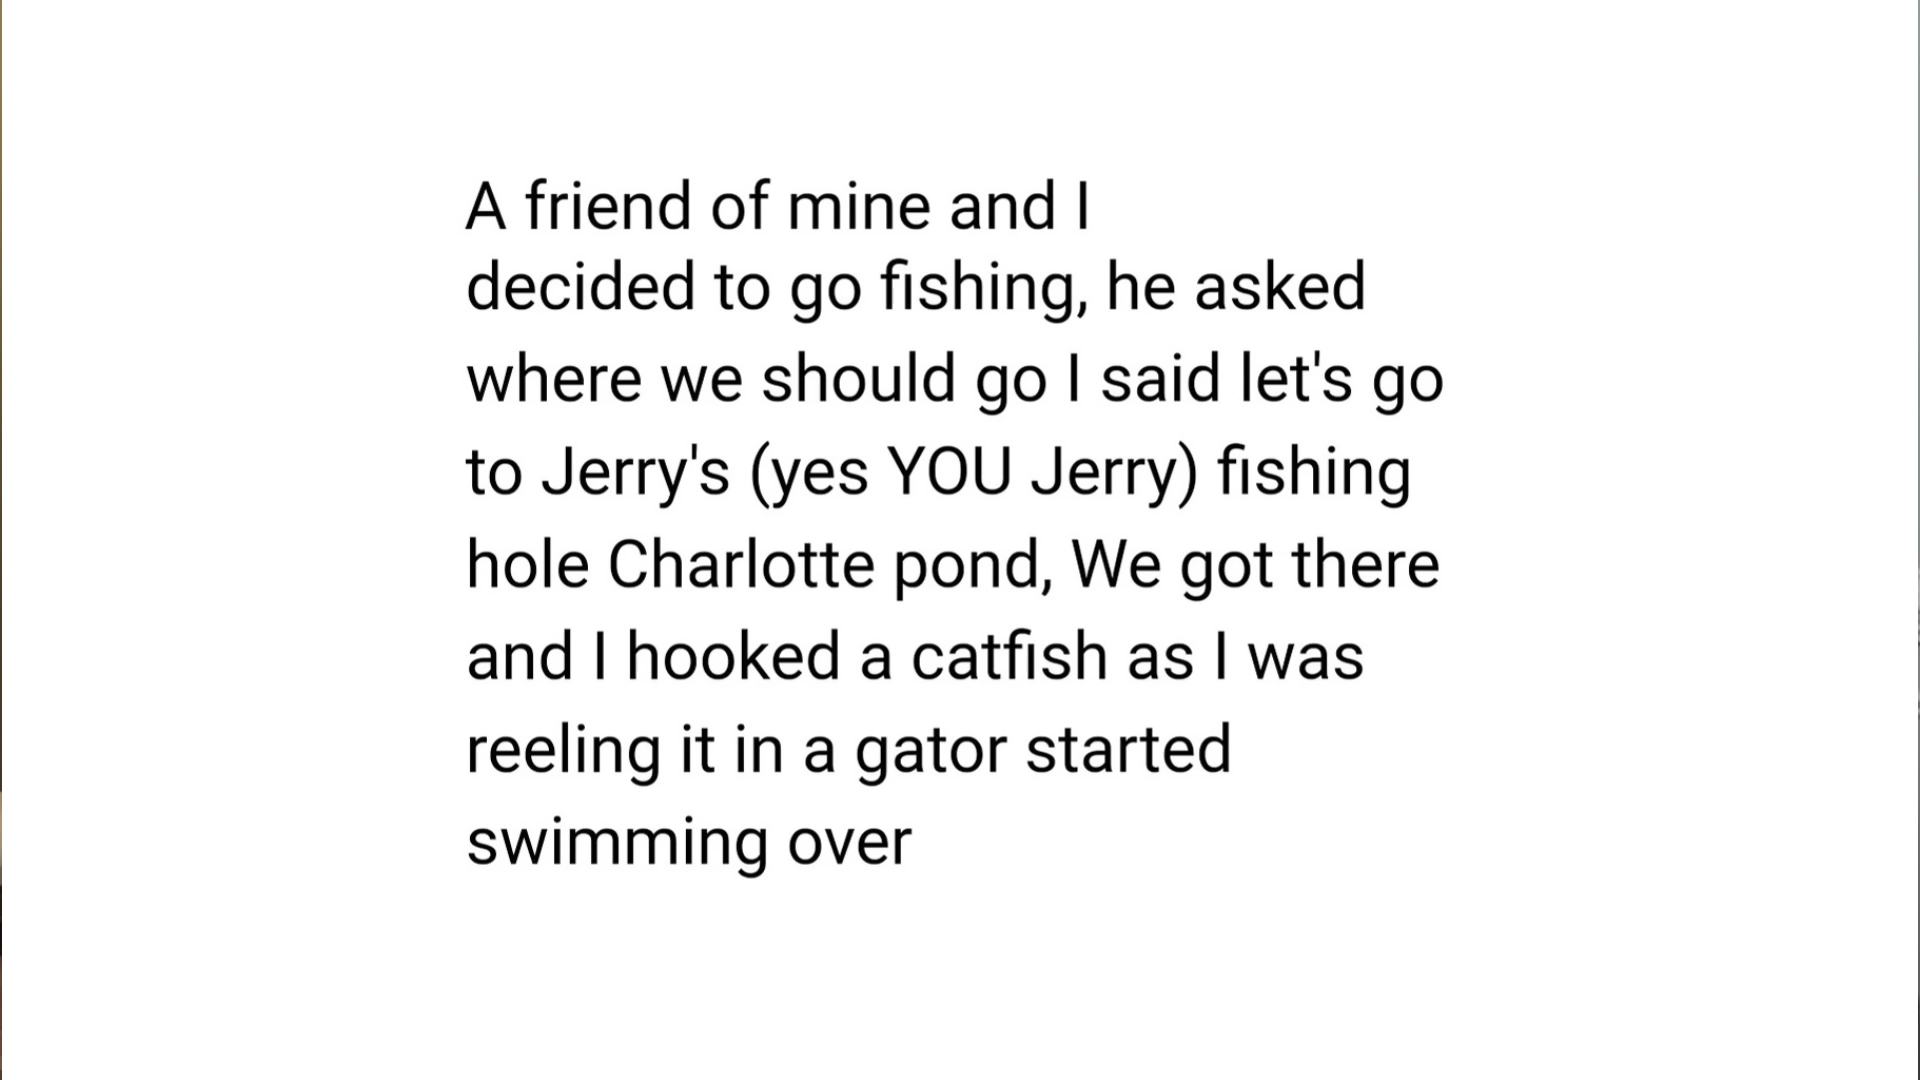 A friend of mine and I
decided to go fishing, he asked
where we should go I said let's go
to Jerry's (yes YOU Jerry) fishing
hole Charlotte pond, We got there
and I hooked a catfish as I was
reeling it in a gator started
swimming over